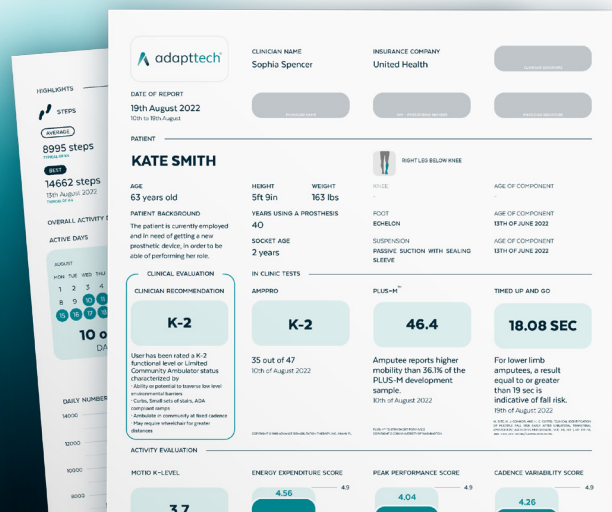 HIGHLIGHTS
STEPS
AVERAGE
8995 steps
BEST
14662 steps
13th August 2022
OVERALL ACTIVITY
ACTIVE DAYS
AUGUST
MON TUE WED THU
1 2 3 4
8 9 10 11
15 16 17 18
10
DAILY NUMBER
14000
12000
10000
8000
adapttech
CLINICIAN NAME
Sophia Spencer
INSURANCE COMPANY
United Health
DATE OF REPORT
19th August 2022
10th to 19th August
PATIENT
KATE SMITH
RIGHT LEG BELOW KNEE
AGE
63 years old
HEIGHT
5ft 9in
WEIGHT
163 lbs
KNEE
-
AGE OF COMPONENT
-
PATIENT BACKGROUND
The patient is currently employed
and in need of getting a new
prosthetic device, in order to be
able of performing her role.
YEARS USING A PROSTHESIS
40
SOCKET AGE
2 years
FOOT
ECHELON
AGE OF COMPONENT
13TH OF JUNE 2022
SUSPENSION
PASSIVE SUCTION WITH SEALING
SLEEVE
AGE OF COMPONENT
13TH OF JUNE 2022
CLINICAL EVALUATION
CLINICIAN RECOMMENDATION
K-2
User has been rated a K-2
functional level or Limited
Community Ambulator status
characterized by
• Ability or potential to traverse low level
environmental barriers
• Curbs, Small sets of stairs, ADA
compliant ramps
• Ambulate in community at fixed cadence
• May require wheelchair for greater
distances
IN CLINIC TESTS
AMPPRO
K-2
35 out of 47
10th of August 2022
PLUS-M™
46.4
Amputee reports higher
mobility than 36.1% of the
PLUS-M development
sample.
10th of August 2022
TIMED UP AND GO
18.08 SEC
For lower limb
amputees, a result
equal to or greater
than 19 sec is
indicative of fall risk.
19th of August 2022
ACTIVITY EVALUATION
MOTIO K-LEVEL
3.7
ENERGY EXPENDITURE SCORE
4.56
4.9
PEAK PERFORMANCE SCORE
4.04
4.9
CADENCE VARIABILITY SCORE
4.26
4.9